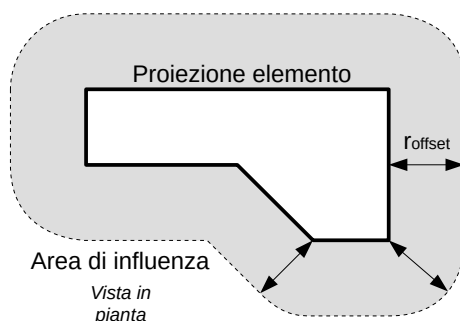 Proiezione elemento
roffset
Area di influenza
Vista in
pianta